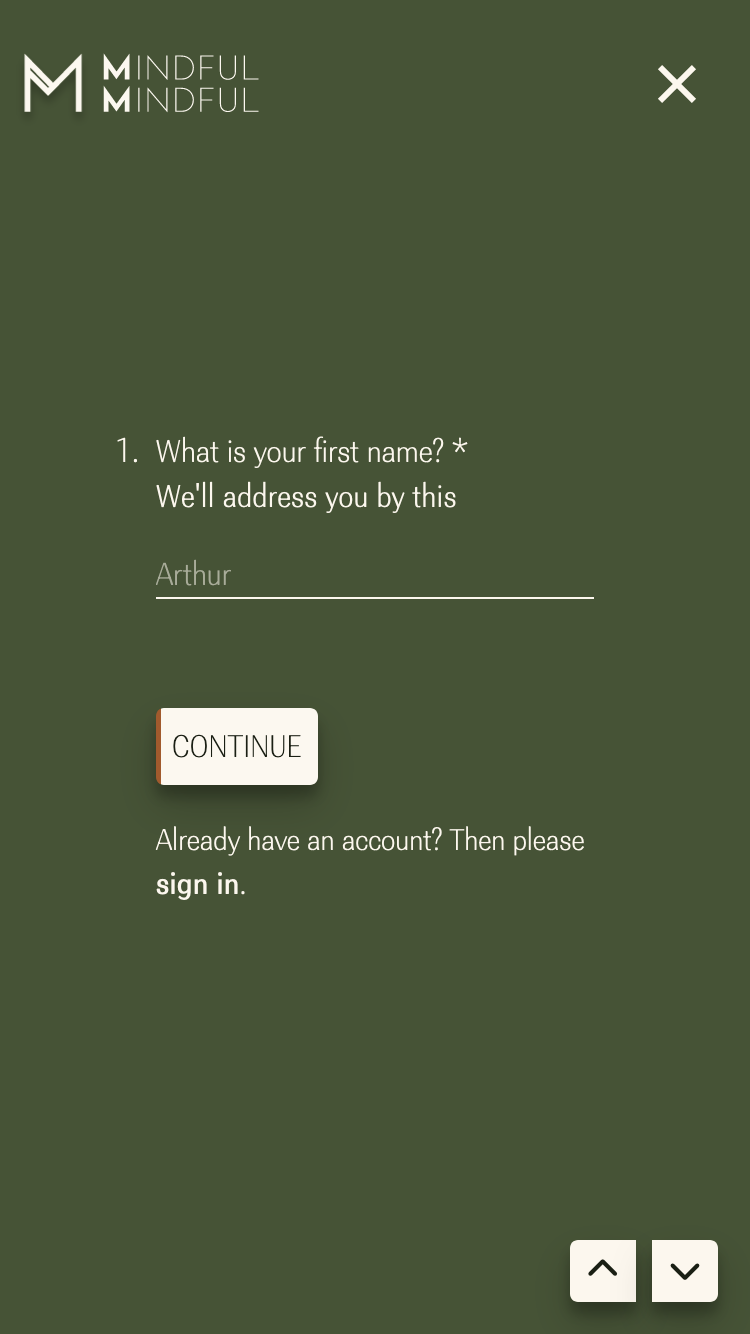 MINDFUL
MINDFUL
1. What is your first name? *
We'll address you by this
Arthur
CONTINUE
Already have an account? Then please
sign in.